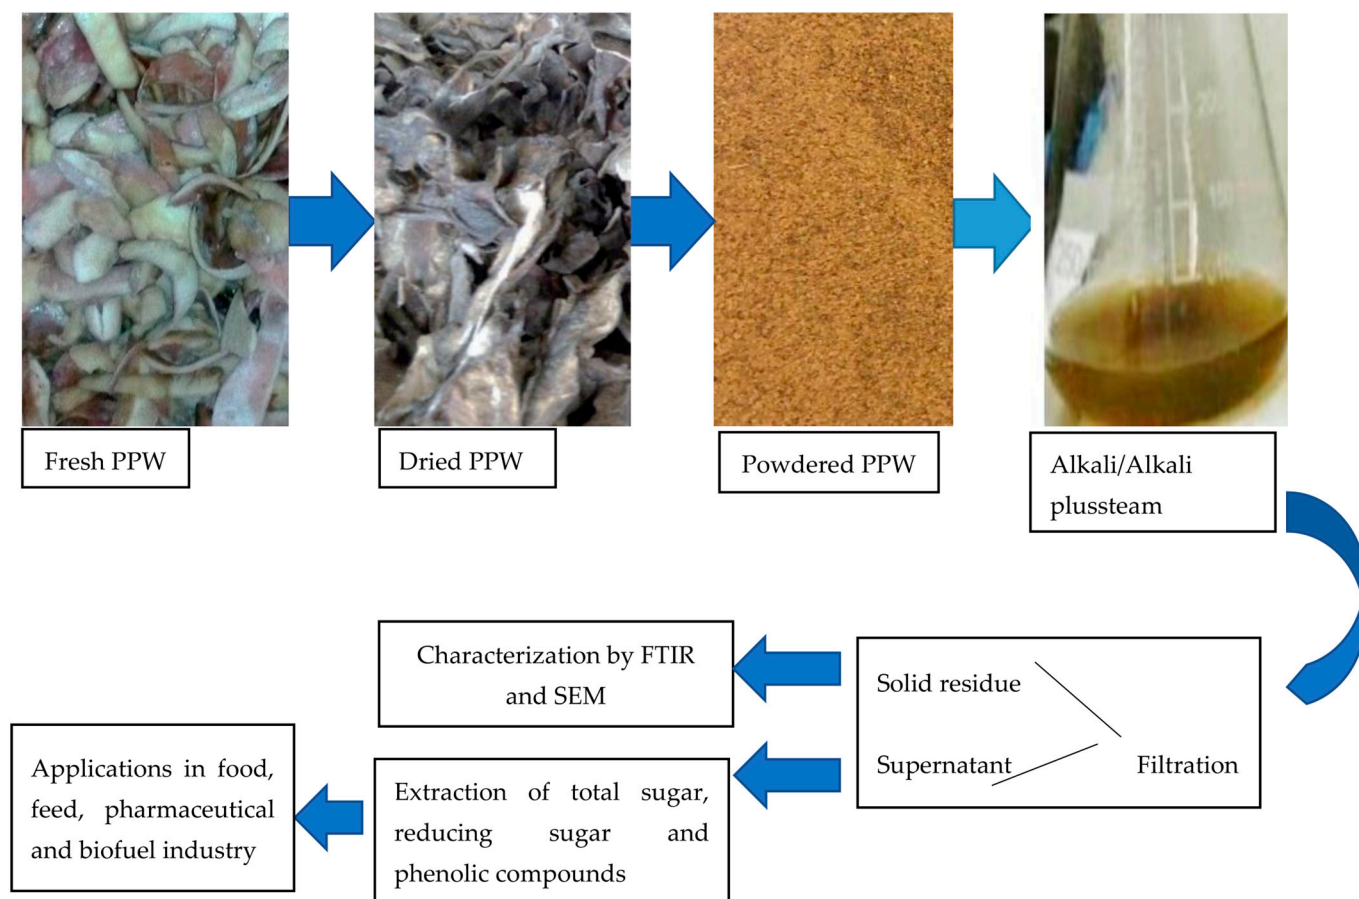 Fresh PPW
Dried PPW
Powdered PPW
Alkali/Alkali
plussteam
Characterization by FTIR
and SEM
Solid residue
Supernatant
Filtration
Applications in food,
feed, pharmaceutical
and biofuel industry
Extraction of total sugar,
reducing sugar and
phenolic compounds